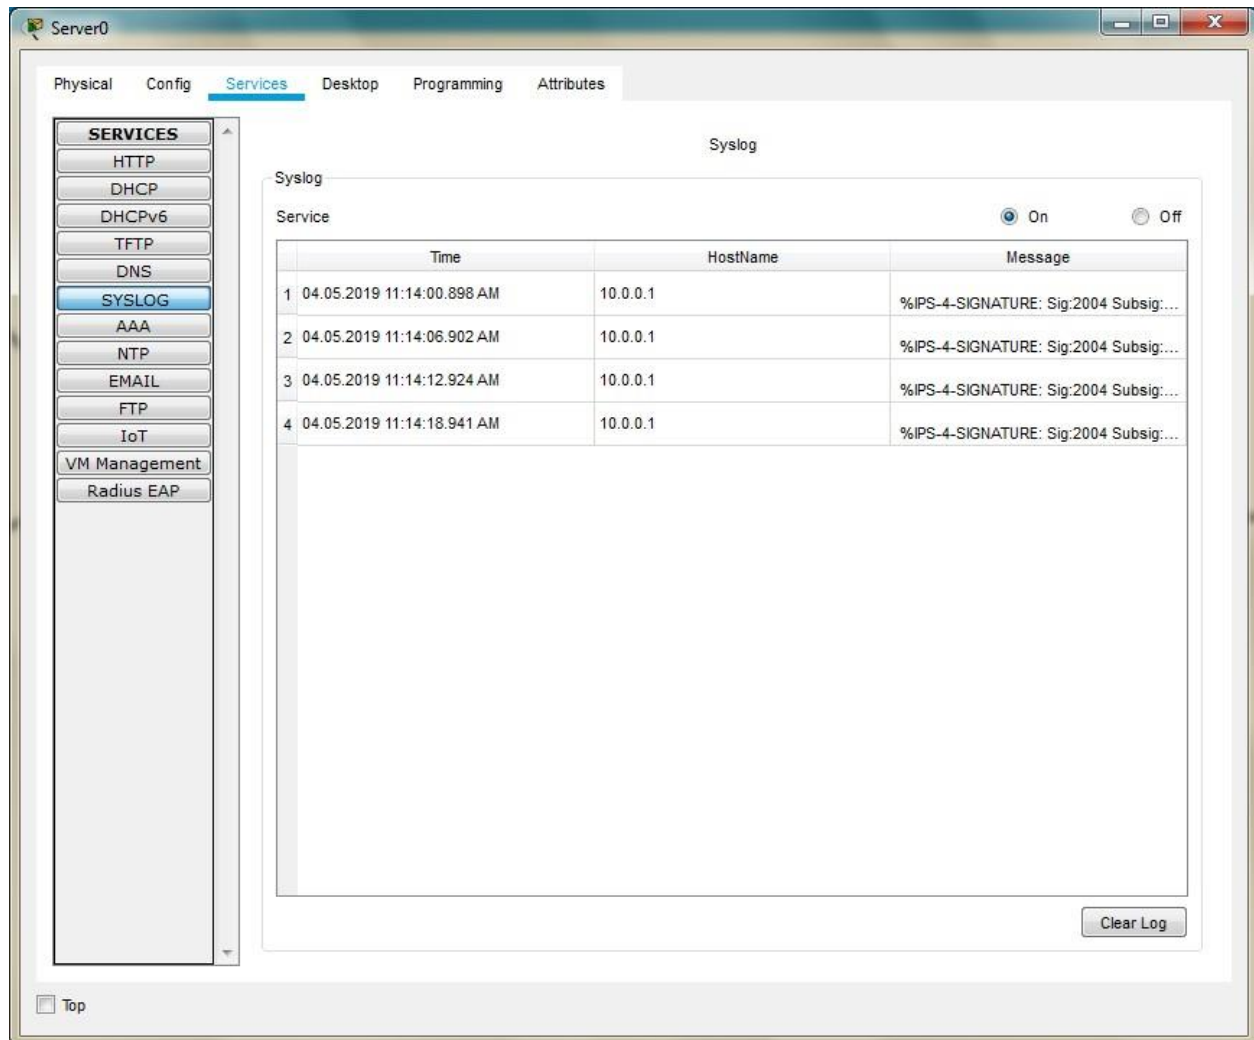 Server0
Physical Config Services Desktop Programming Attributes
SERVICES
HTTP
DHCP
DHCPv6
TFTP
DNS
SYSLOG
AAA
NTP
EMAIL
FTP
IoT
VM Management
Radius EAP
Syslog
Syslog
Service On Off
Time HostName Message
1 04.05.2019 11:14:00.898 AM 10.0.0.1 %IPS-4-SIGNATURE: Sig:2004 Subsig:...
2 04.05.2019 11:14:06.902 AM 10.0.0.1 %IPS-4-SIGNATURE: Sig:2004 Subsig:...
3 04.05.2019 11:14:12.924 AM 10.0.0.1 %IPS-4-SIGNATURE: Sig:2004 Subsig:...
4 04.05.2019 11:14:18.941 AM 10.0.0.1 %IPS-4-SIGNATURE: Sig:2004 Subsig:...
Clear Log
Top